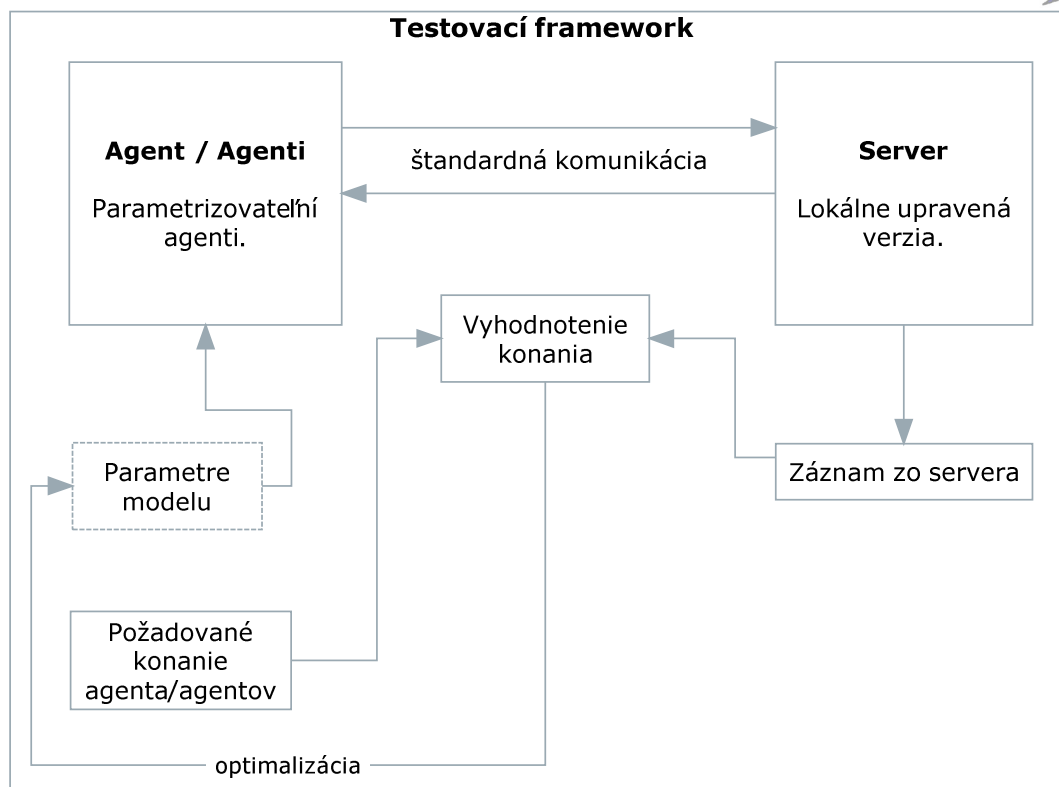 Testovací framework
Agent / Agenti
Parametrizovateľní
agenti.
štandardná komunikácia
Server
Lokálne upravená
verzia.
Vyhodnotenie
konania
Parametre
modelu
Záznam zo servera
Požadované
konanie
agenta/agentov
optimalizácia